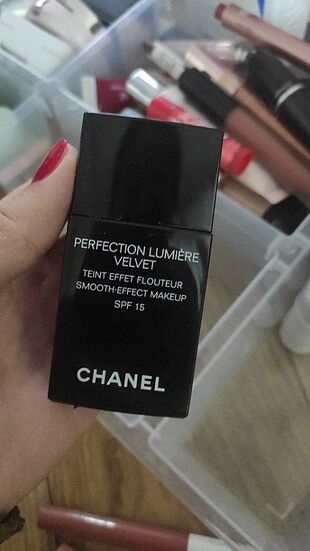 PERFECTION LUMIÈRE
VELVET
TEINT EFFET FLOUTEUR
SMOOTH-EFFECT MAKEUP
SPF 15
CHANEL